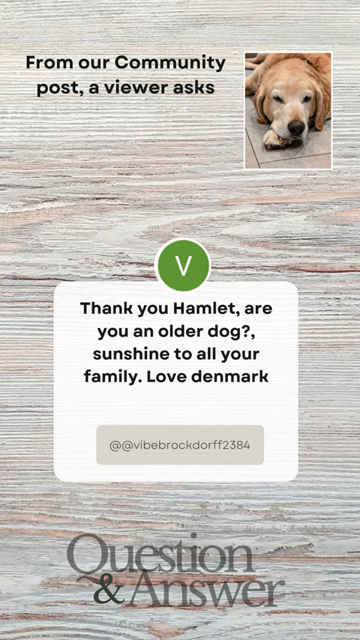 From our Community
post, a viewer asks
V
Thank you Hamlet, are
you an older dog?,
sunshine to all your
family. Love denmark
@@vibebrockdorff2384
Question
&Answer